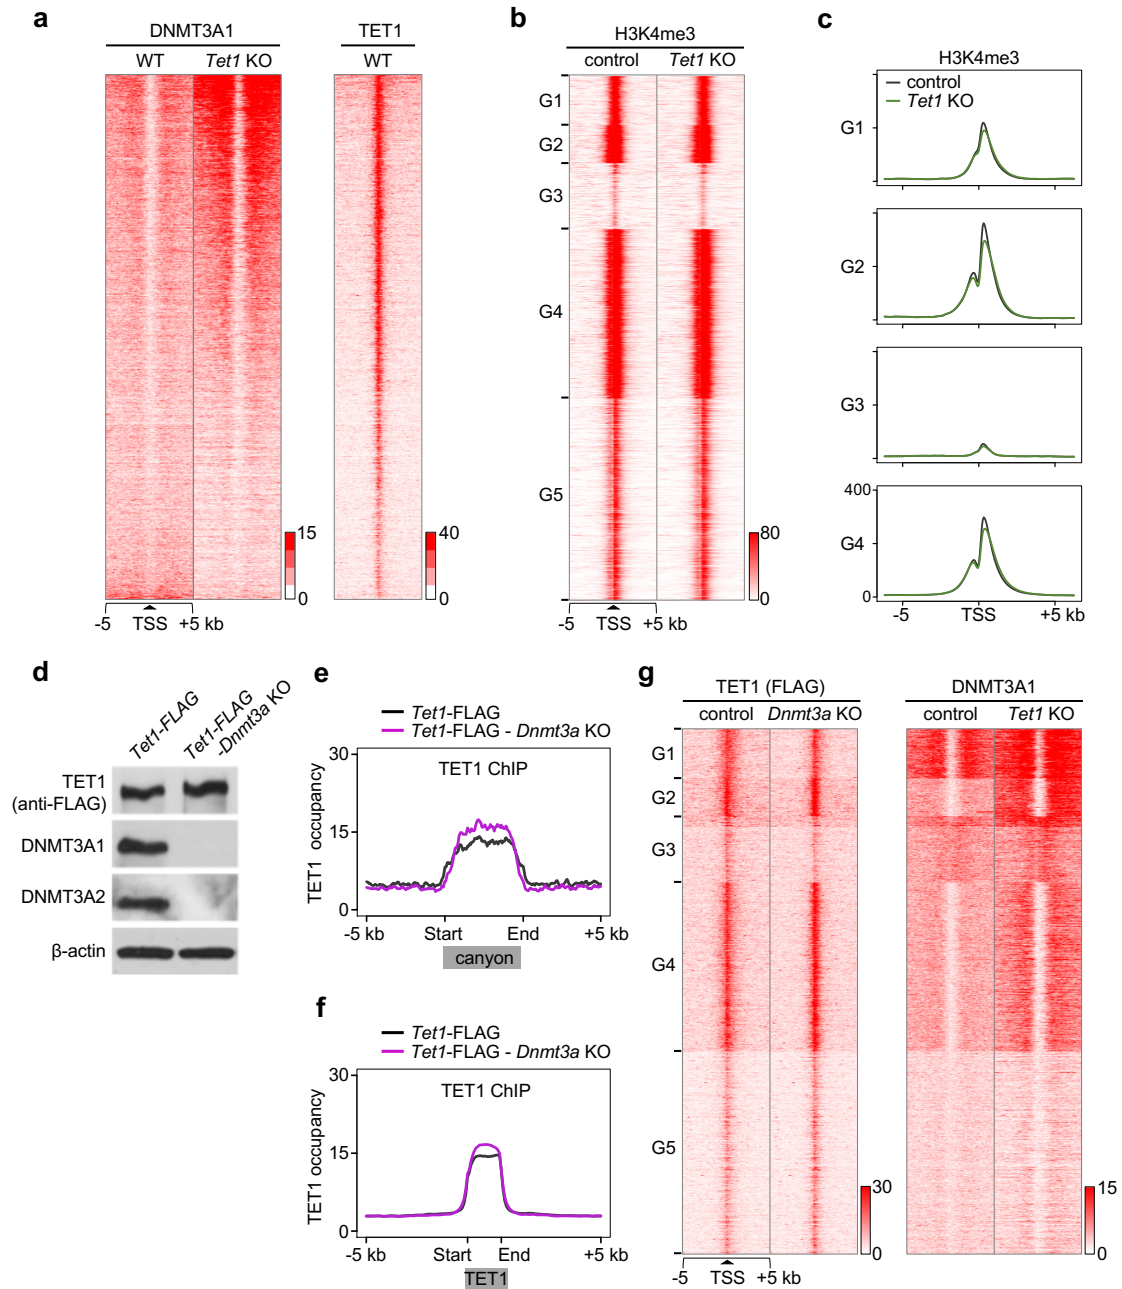 a
DNMT3A1
TET1
WT
Tet1 KO
WT
15
0
40
0
-5
TSS
+5 kb
b
H3K4me3
control
Tet1 KO
G1
G2
G3
G4
G5
80
0
-5
TSS
+5 kb
c
H3K4me3
control
Tet1 KO
G1
G2
G3
400
G4
0
-5
TSS
+5 kb
d
Tet1-FLAG
Tet1-FLAG
-Dnmt3a KO
TET1
(anti-FLAG)
DNMT3A1
DNMT3A2
β-actin
e
Tet1-FLAG
Tet1-FLAG - Dnmt3a KO
30
TET1 ChIP
TET1 occupancy
15
0
-5 kb
Start
End
+5 kb
canyon
f
Tet1-FLAG
Tet1-FLAG - Dnmt3a KO
30
TET1 ChIP
TET1 occupancy
15
0
-5 kb
Start
End
+5 kb
TET1
g
TET1 (FLAG)
DNMT3A1
control
Dnmt3a KO
control
Tet1 KO
G1
G2
G3
G4
G5
30
0
15
0
-5
TSS
+5 kb